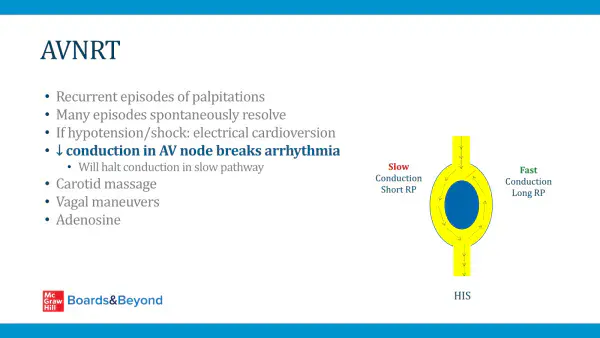 AVNRT
• Recurrent episodes of palpitations
• Many episodes spontaneously resolve
• If hypotension/shock: electrical cardioversion
• ↓ conduction in AV node breaks arrhythmia
• Will halt conduction in slow pathway
• Carotid massage
• Vagal maneuvers
• Adenosine
Slow
Conduction
Short RP
Fast
Conduction
Long RP
HIS
Mc
Graw
Hill
Boards&Beyond